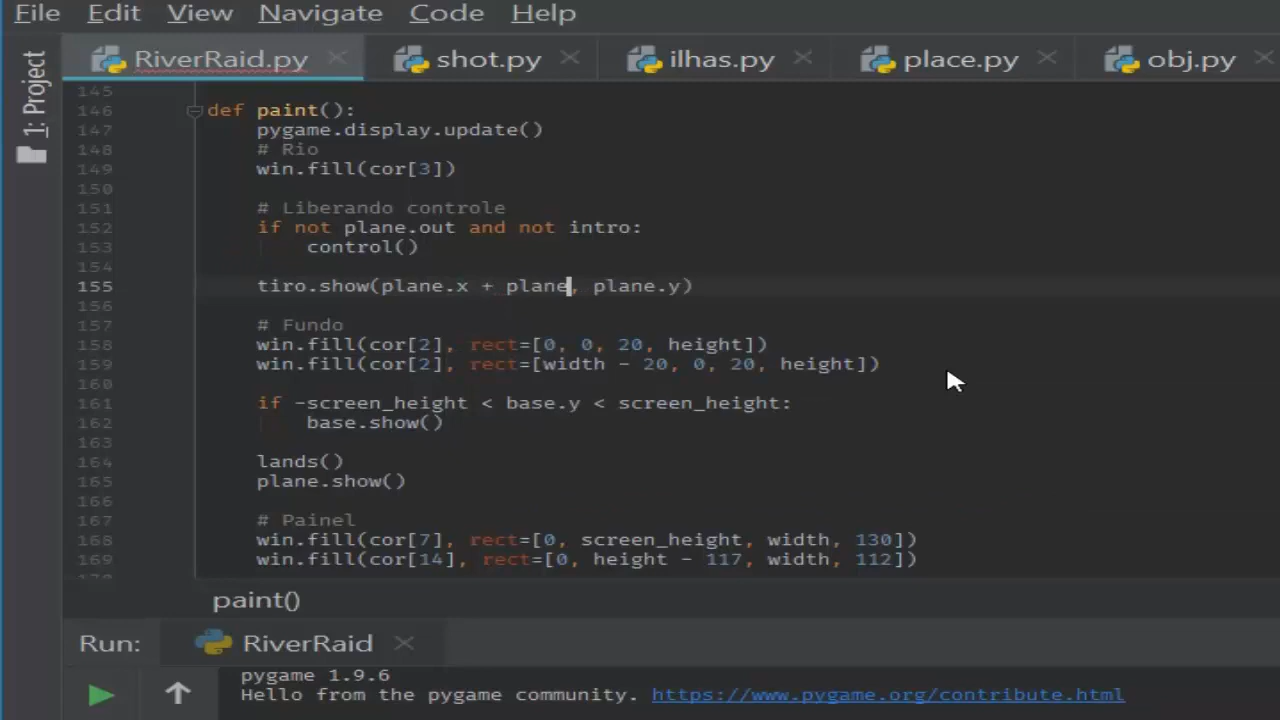 File Edit View Navigate Code Help
1: Project
RiverRaid.py shot.py ilhas.py place.py obj.py
145
146 def paint():
147 pygame.display.update()
148 # Rio
149 win.fill(cor[3])
150
151 # Liberando controle
152 if not plane.out and not intro:
153 control()
154
155 tiro.show(plane.x + plane, plane.y)
156
157 # Fundo
158 win.fill(cor[2], rect=[0, 0, 20, height])
159 win.fill(cor[2], rect=[width - 20, 0, 20, height])
160
161 if -screen_height < base.y < screen_height:
162 base.show()
163
164 lands()
165 plane.show()
166
167 # Painel
168 win.fill(cor[7], rect=[0, screen_height, width, 130])
169 win.fill(cor[14], rect=[0, height - 117, width, 112])
paint()
Run: RiverRaid
pygame 1.9.6
Hello from the pygame community. https://www.pygame.org/contribute.html